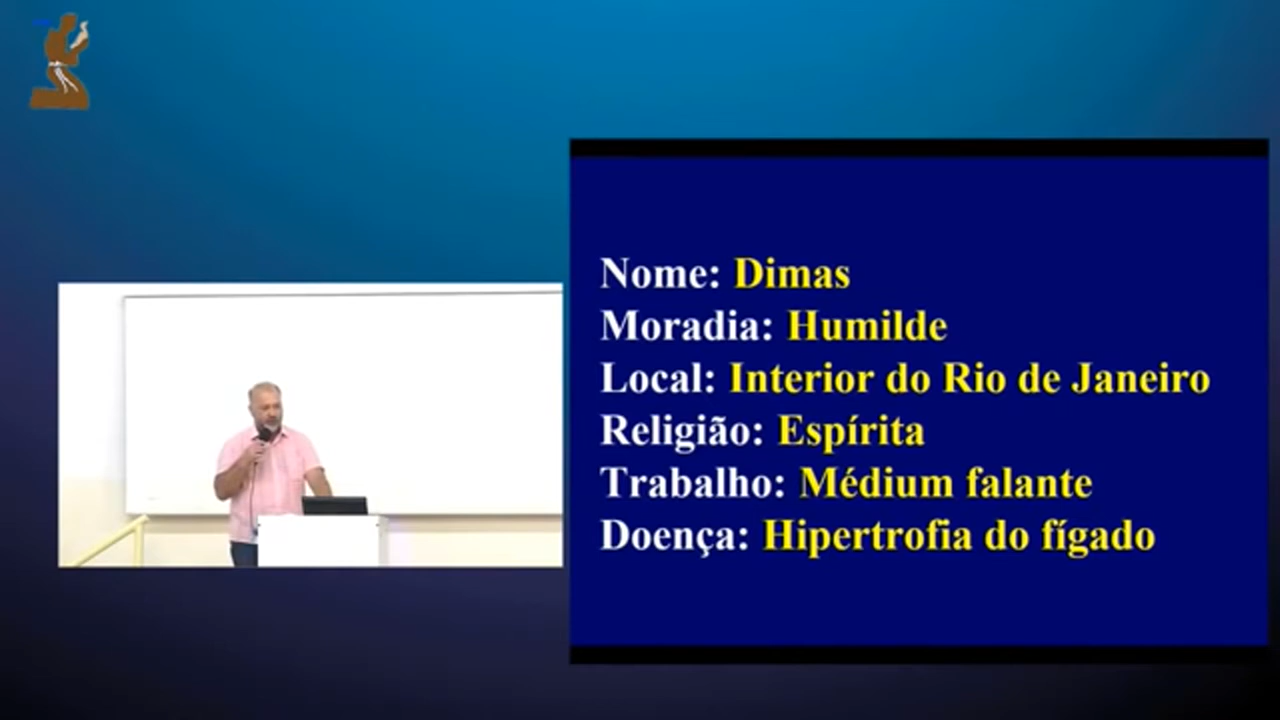 Nome: Dimas
Moradia: Humilde
Local: Interior do Rio de Janeiro
Religião: Espírita
Trabalho: Médium falante
Doença: Hipertrofia do fígado